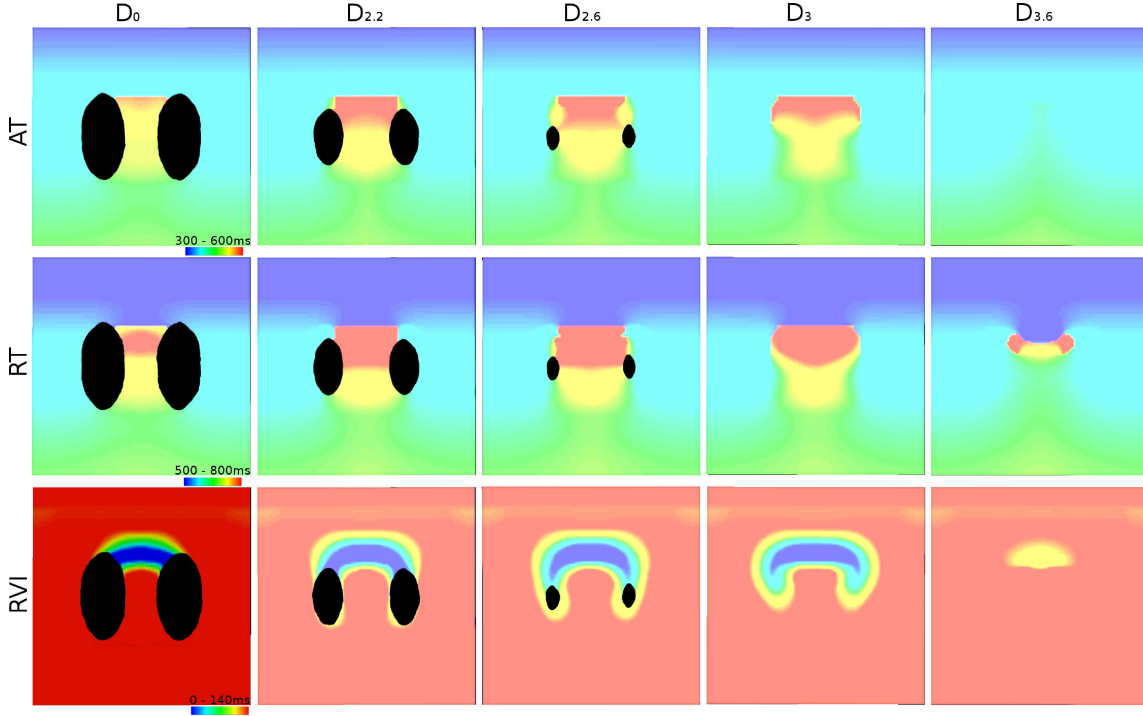 D0 D2.2 D2.6 D3 D3.6
AT
300 - 600ms
RT
500 - 800ms
RVI
0 - 140ms